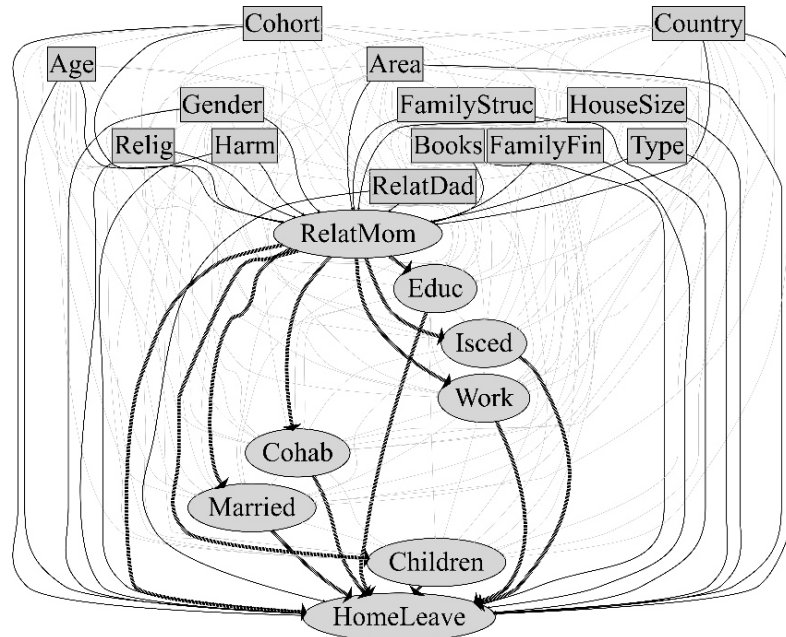 Cohort Country
Age Area
Gender FamilyStruc HouseSize
Relig Harm Books FamilyFin Type
RelatDad
RelatMom
Educ
Isced
Work
Cohab
Married
Children
HomeLeave